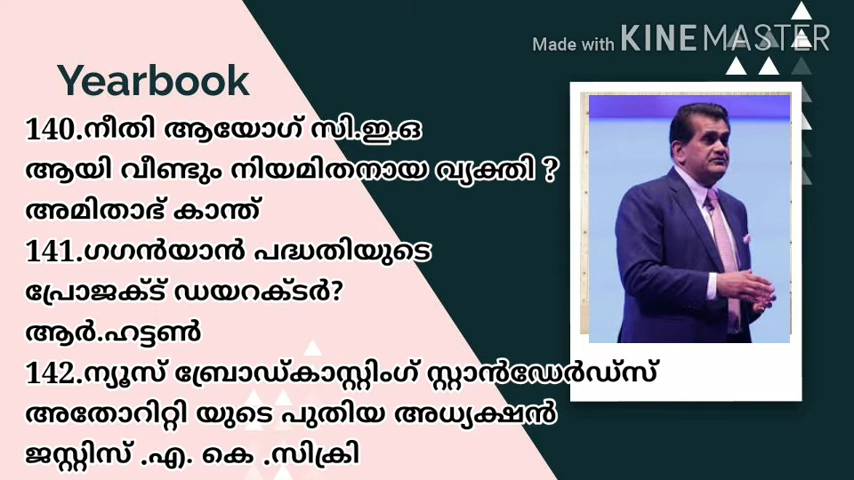 Made with KINEMASTER
Yearbook
140.നീതി ആയോഗ് സി.ഇ.ഒ
ആയി വീണ്ടും നിയമിതനായ വ്യക്തി ?
അമിതാഭ് കാന്ത്
141.ഗഗൻയാൻ പദ്ധതിയുടെ
പ്രോജക്ട് ഡയറക്ടർ?
ആർ.ഹട്ടൺ
142.ന്യൂസ് ബ്രോഡ്കാസ്റ്റിംഗ് സ്റ്റാൻഡേർഡ്സ്
അതോറിറ്റി യുടെ പുതിയ അധ്യക്ഷൻ
ജസ്റ്റിസ് .എ. കെ .സിക്രി